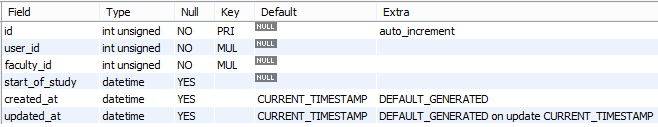 Field Type Null Key Default Extra
id int unsigned NO PRI NULL auto_increment
user_id int unsigned NO MUL NULL
faculty_id int unsigned NO MUL NULL
start_of_study datetime YES NULL
created_at datetime YES CURRENT_TIMESTAMP DEFAULT_GENERATED
updated_at datetime YES CURRENT_TIMESTAMP DEFAULT_GENERATED on update CURRENT_TIMESTAMP